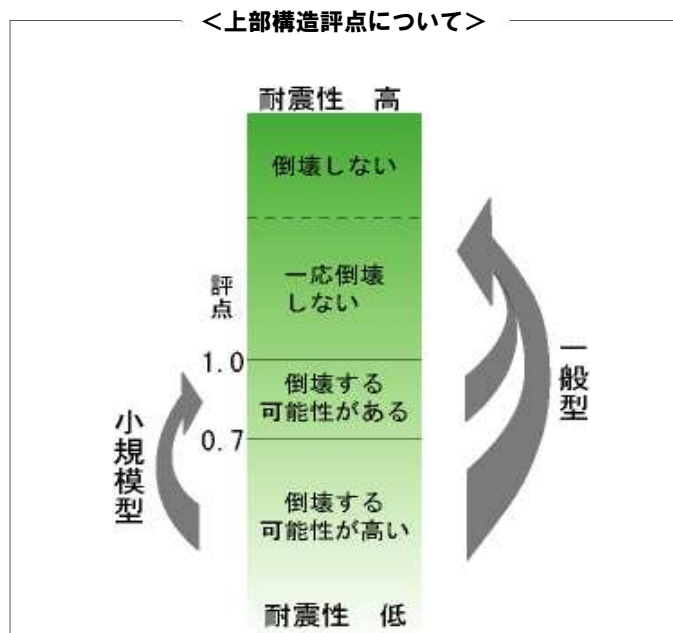 ＜上部構造評点について＞
耐震性　高
倒壊しない
一応倒壊
しない
評点
1.0
倒壊する
可能性がある
0.7
倒壊する
可能性が高い
耐震性　低
小規模型
一般型